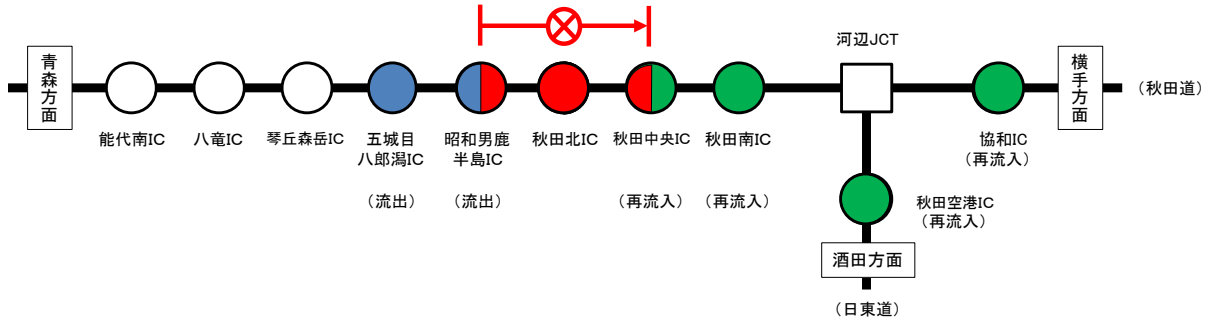 河辺JCT
青森方面
横手方面
(秋田道)
能代南IC
八竜IC
琴丘森岳IC
五城目
八郎潟IC
(流出)
昭和男鹿
半島IC
(流出)
秋田北IC
秋田中央IC
(再流入)
秋田南IC
(再流入)
協和IC
(再流入)
秋田空港IC
(再流入)
酒田方面
(日東道)